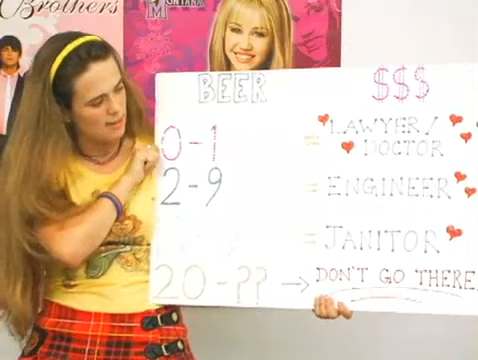 Brothers
MONTANA
BEER $$$
0-1 = LAWYER/
DOCTOR
2-9 = ENGINEER
= JANITOR
20-?? → DON'T GO THERE